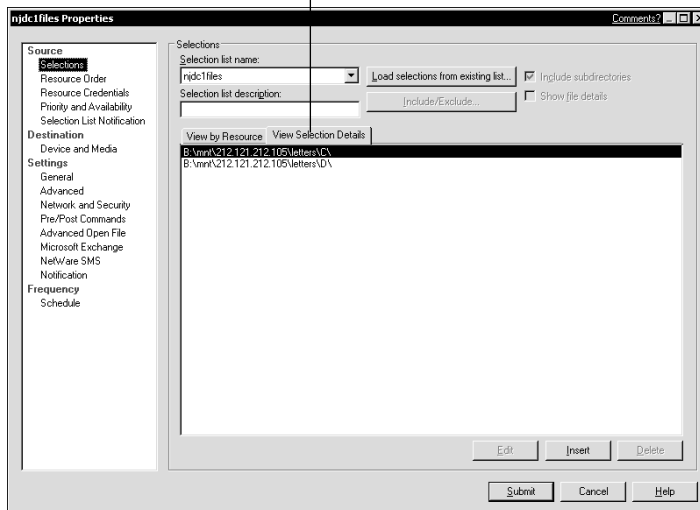 njdc1files Properties
Comments?
Source
Selections
Resource Order
Resource Credentials
Priority and Availability
Selection List Notification
Destination
Device and Media
Settings
General
Advanced
Network and Security
Pre/Post Commands
Advanced Open File
Microsoft Exchange
NetWare SMS
Notification
Frequency
Schedule
Selections
Selection list name:
njdc1files
Load selections from existing list...
Include subdirectories
Selection list description:
Include/Exclude...
Show file details
View by Resource
View Selection Details
B:\mnt\212.121.212.105\letters\C\
B:\mnt\212.121.212.105\letters\D\
Edit
Insert
Delete
Submit
Cancel
Help